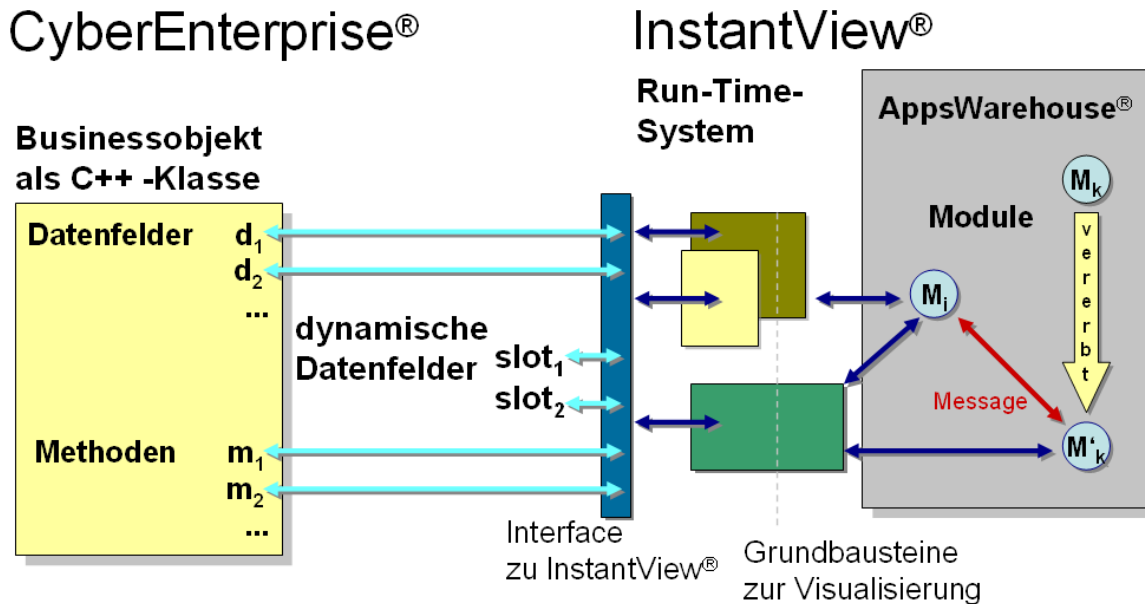 CyberEnterprise®
InstantView®
Run-Time-
System
AppsWarehouse®
Businessobjekt
als C++ -Klasse
Datenfelder d1
d2
...
dynamische
Datenfelder
slot1
slot2
Methoden m1
m2
...
Module
Mk
vererbt
Mi
Message
M‘k
Interface
zu InstantView®
Grundbausteine
zur Visualisierung